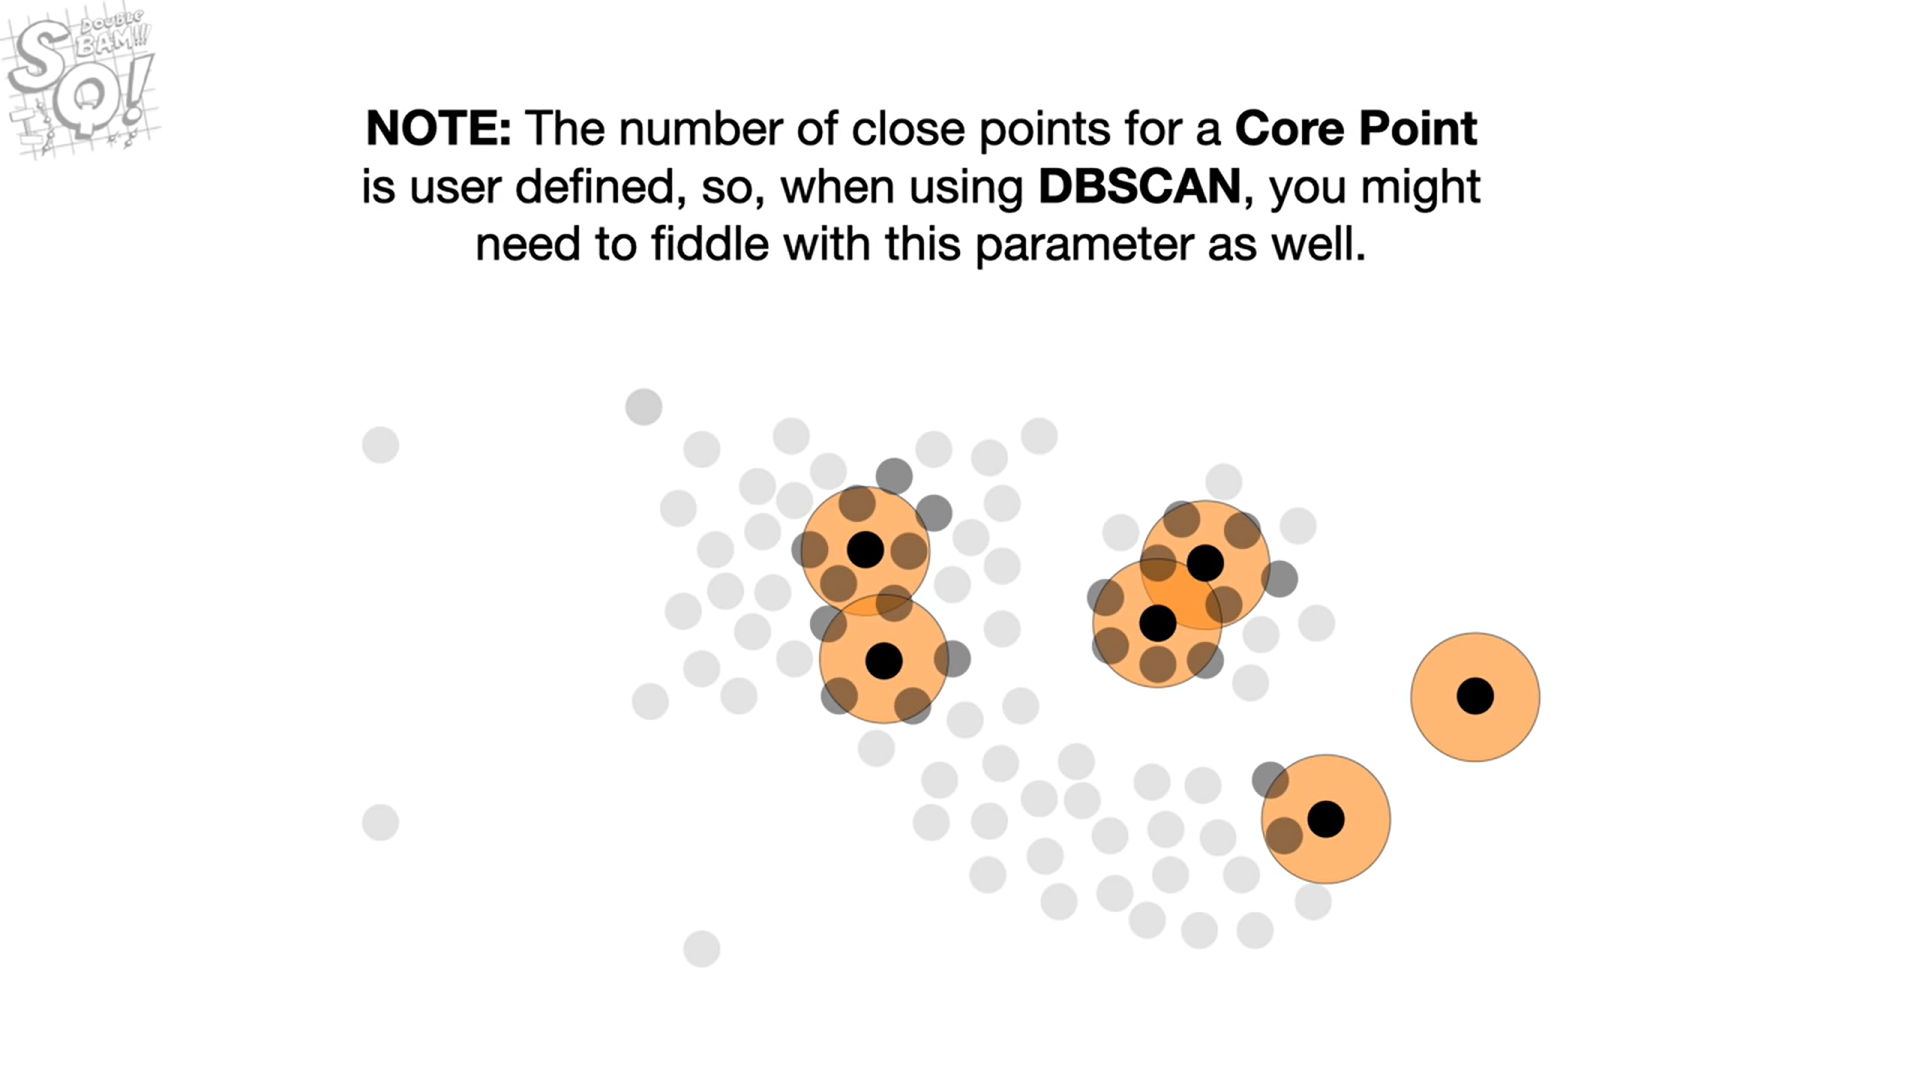 DOUBLE
BAM!!!
SQ!
NOTE: The number of close points for a Core Point
is user defined, so, when using DBSCAN, you might
need to fiddle with this parameter as well.